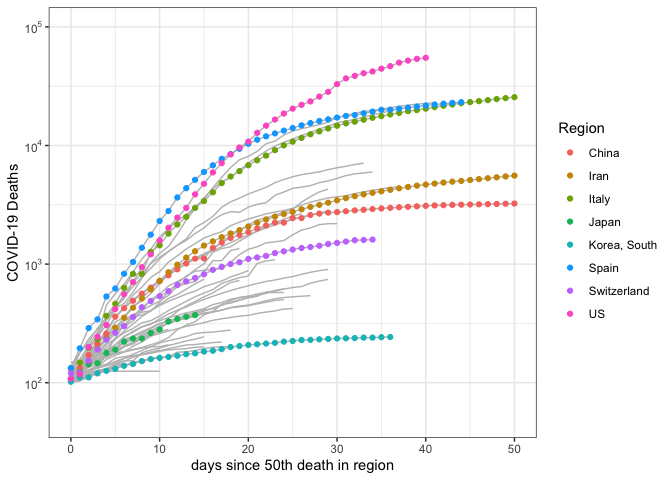 10^5
10^4
10^3
10^2
COVID-19 Deaths
0
10
20
30
40
50
days since 50th death in region
Region
China
Iran
Italy
Japan
Korea, South
Spain
Switzerland
US